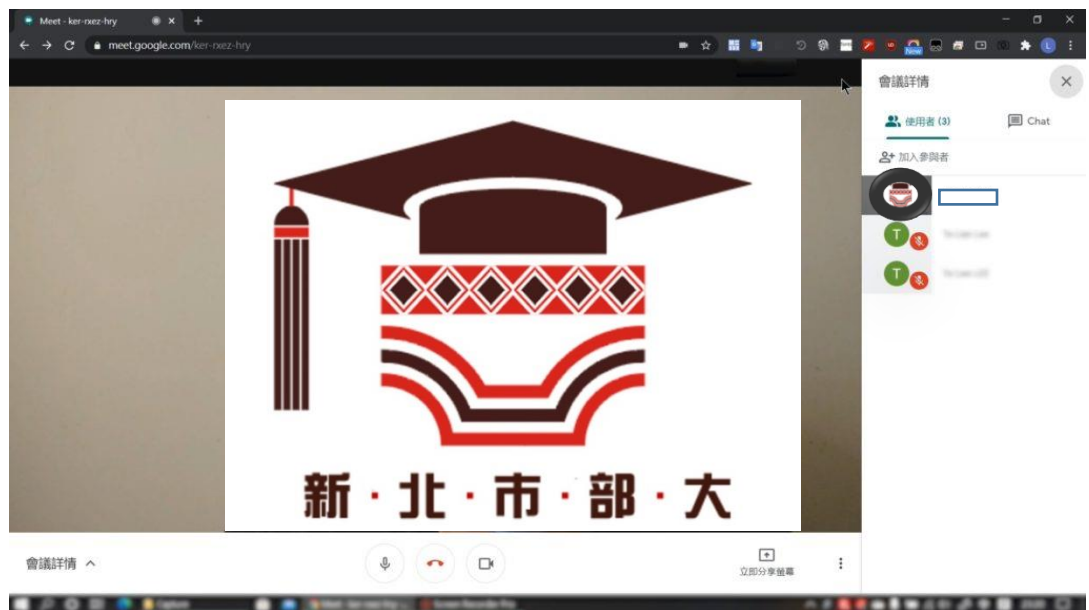 Meet - ker-rxez-hry
meet.google.com/ker-rxez-hry
New
L
會議詳情
使用者 (3)
Chat
加入參與者
T
T
新·北·市·部·大
會議詳情
立即分享螢幕